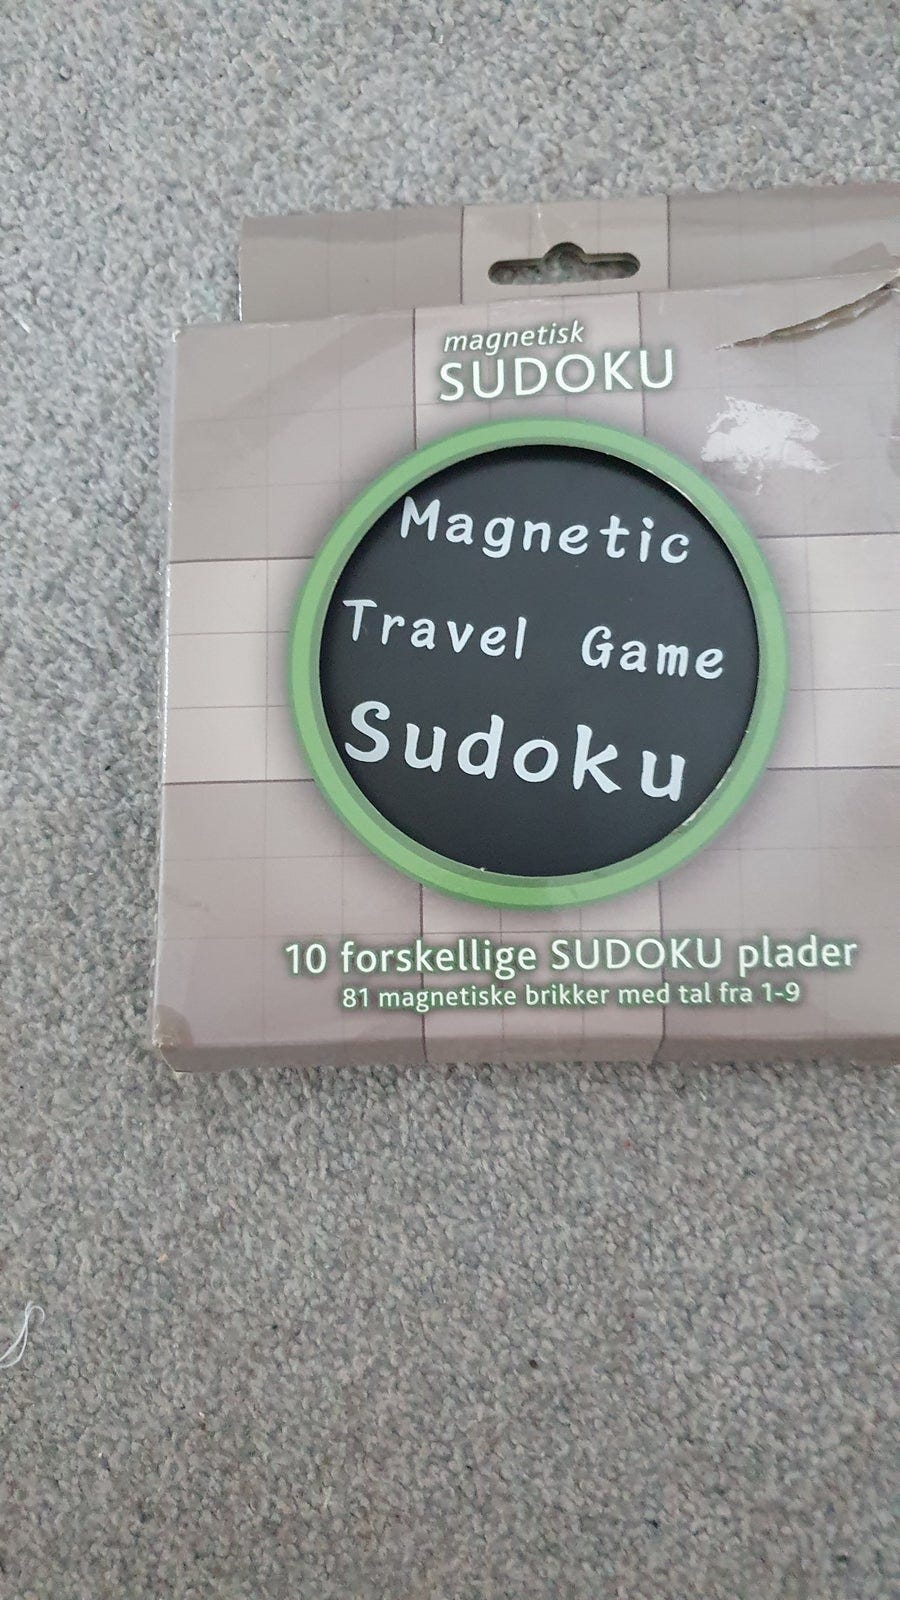 magnetisk
SUDOKU
Magnetic
Travel Game
Sudoku
10 forskellige SUDOKU plader
81 magnetiske brikker med tal fra 1-9